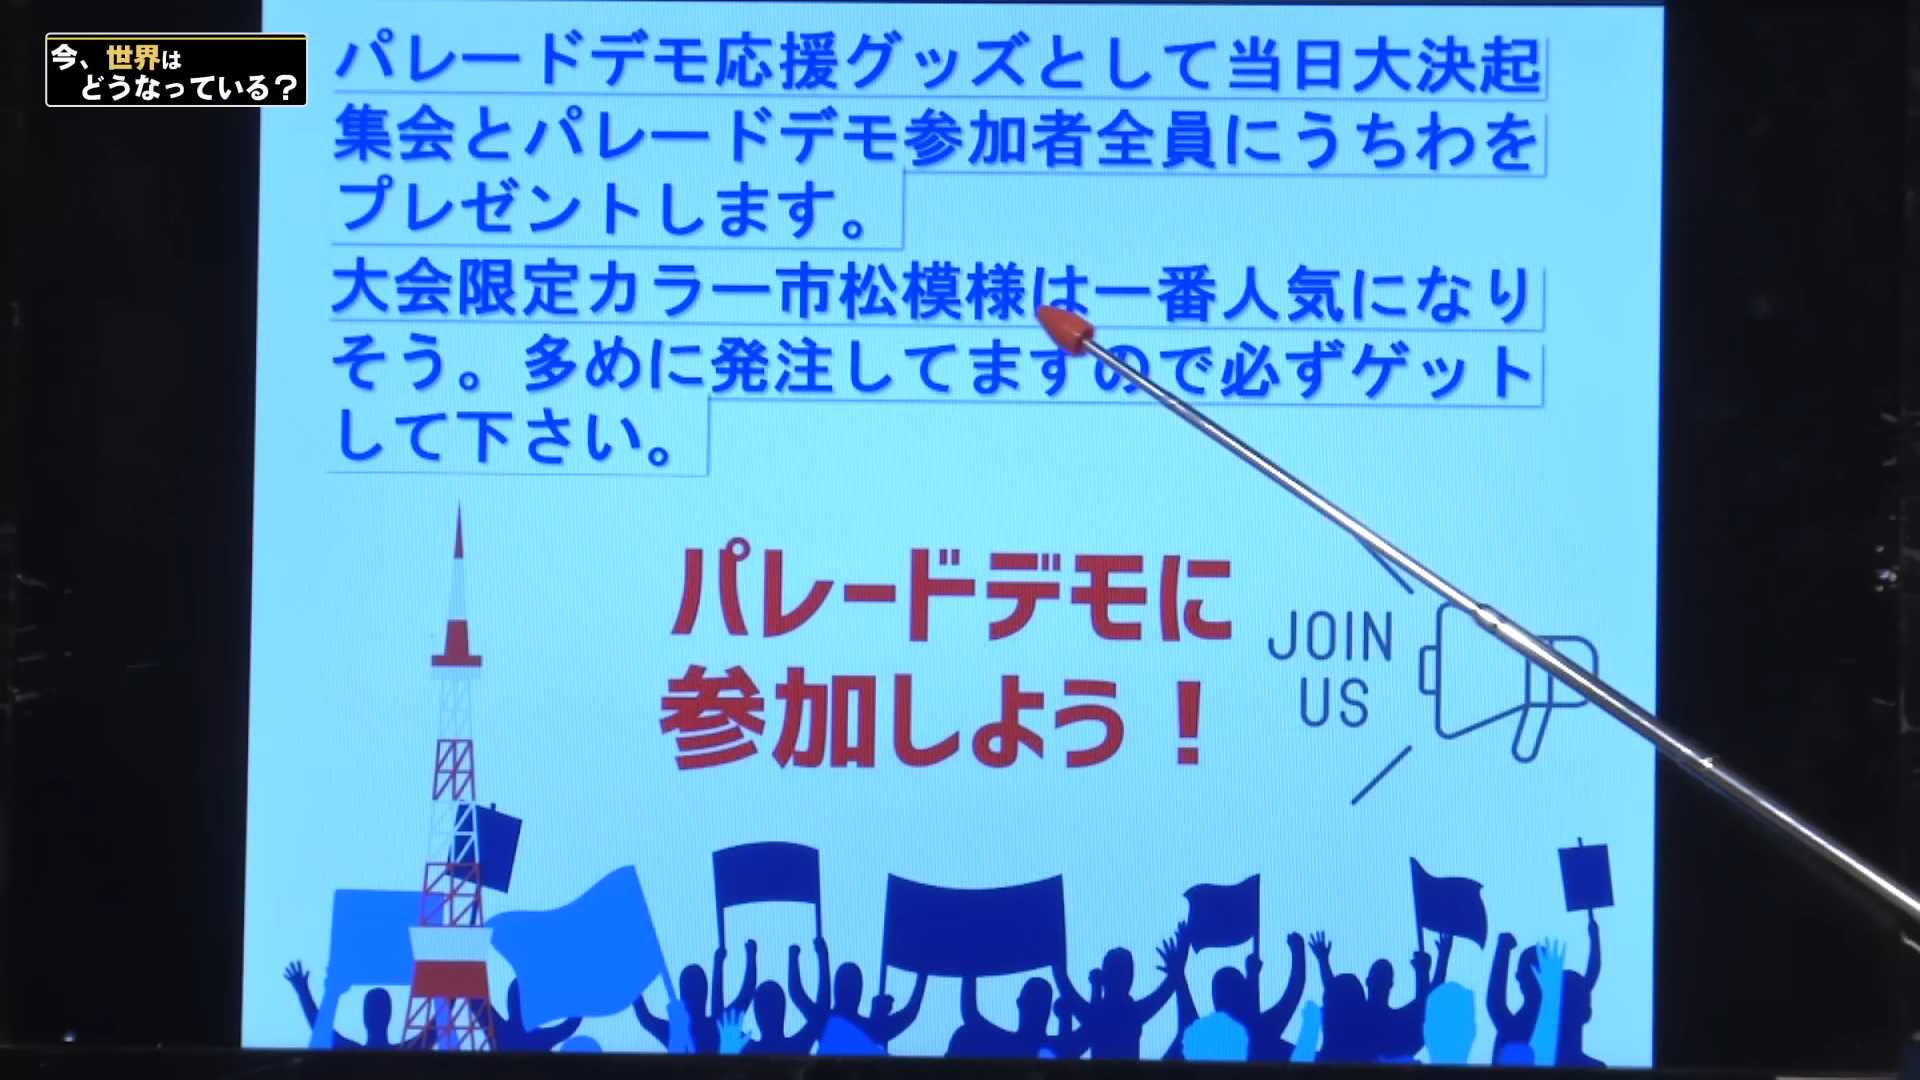 今、世界は
どうなっている？
パレードデモ応援グッズとして当日大決起
集会とパレードデモ参加者全員にうちわを
プレゼントします。
大会限定カラー市松模様は一番人気になり
そう。多めに発注してますので必ずゲット
して下さい。
パレードデモに
参加しよう！
JOIN
US